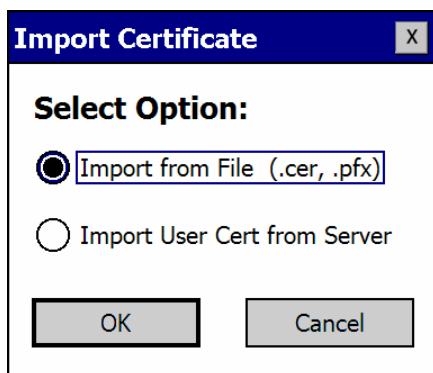 Import Certificate X
Select Option:
Import from File (.cer, .pfx)
Import User Cert from Server
OK Cancel